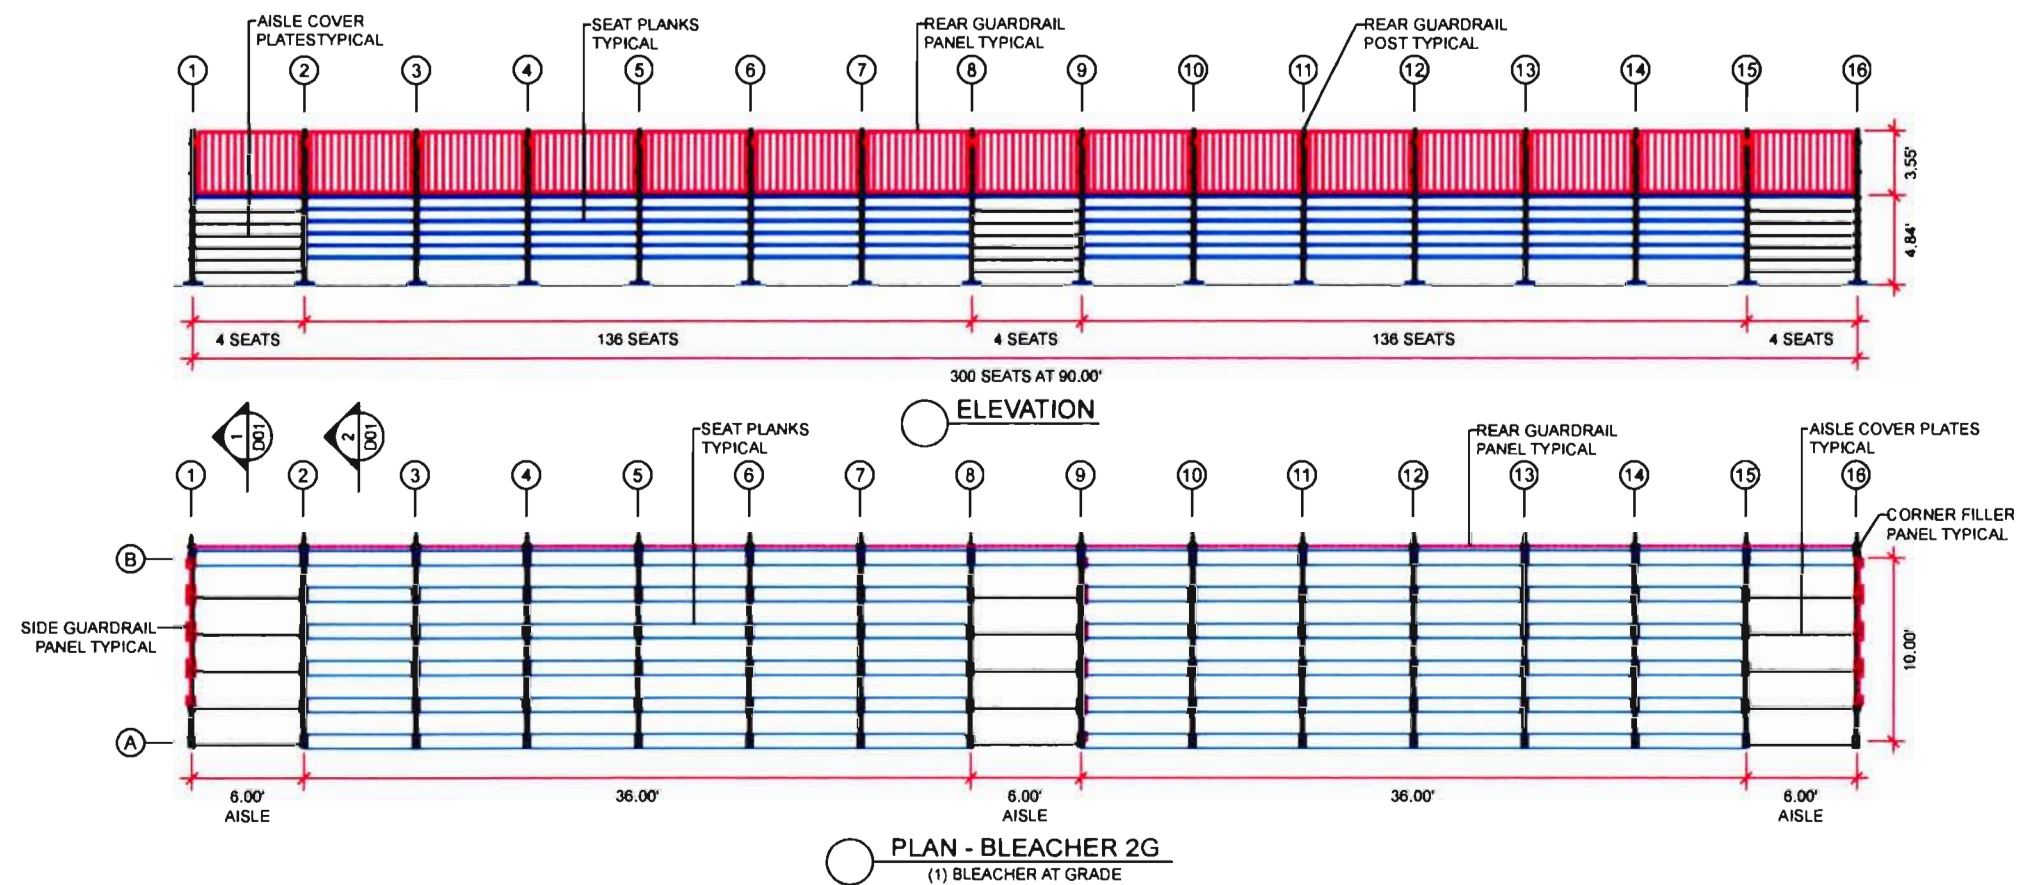 AISLE COVER
PLATESTYPICAL
SEAT PLANKS
TYPICAL
REAR GUARDRAIL
PANEL TYPICAL
REAR GUARDRAIL
POST TYPICAL
1 2 3 4 5 6 7 8 9 10 11 12 13 14 15 16
3.55'
4.84'
4 SEATS 136 SEATS 4 SEATS 136 SEATS 4 SEATS
300 SEATS AT 90.00'
ELEVATION
1
D01
2
D01
SEAT PLANKS
TYPICAL
REAR GUARDRAIL
PANEL TYPICAL
AISLE COVER PLATES
TYPICAL
1 2 3 4 5 6 7 8 9 10 11 12 13 14 15 16
CORNER FILLER
PANEL TYPICAL
B
SIDE GUARDRAIL
PANEL TYPICAL
10.00'
A
6.00' 36.00' 6.00' 36.00' 6.00'
AISLE AISLE AISLE
PLAN - BLEACHER 2G
(1) BLEACHER AT GRADE